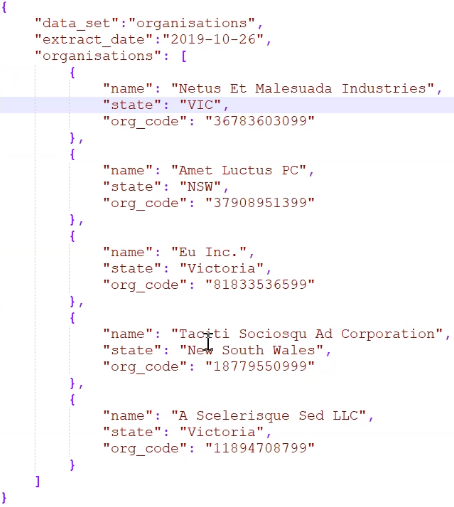 {
"data_set":"organisations",
"extract_date":"2019-10-26",
"organisations": [
{
"name": "Netus Et Malesuada Industries",
"state": "VIC",
"org_code": "36783603099"
},
{
"name": "Amet Luctus PC",
"state": "NSW",
"org_code": "37908951399"
},
{
"name": "Eu Inc.",
"state": "Victoria",
"org_code": "81833536599"
},
{
"name": "Taciti Sociosqu Ad Corporation",
"state": "New South Wales",
"org_code": "18779550999"
},
{
"name": "A Scelerisque Sed LLC",
"state": "Victoria",
"org_code": "11894708799"
}
]
}